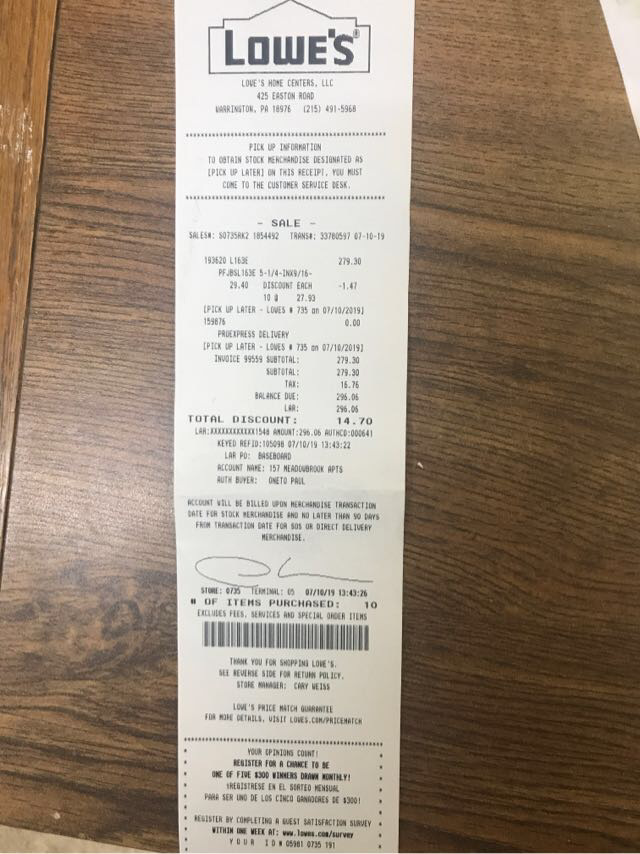 LOWE'S®
LOWE'S HOME CENTERS, LLC
425 EASTON ROAD
WARRINGTON, PA 18976 (215) 491-5968
PICK UP INFORMATION
TO OBTAIN STOCK MERCHANDISE DESIGNATED AS
[PICK UP LATER] ON THIS RECEIPT, YOU MUST
COME TO THE CUSTOMER SERVICE DESK.
- SALE -
SALES#: S0735RK2 1854492 TRANS#: 33780597 07-10-19
193620 L163E 279.30
PFJBSL163E 5-1/4-INX9/16-
29.40 DISCOUNT EACH -1.47
10 @ 27.93
[PICK UP LATER - LOWES # 735 on 07/10/2019]
159876 0.00
PROEXPRESS DELIVERY
[PICK UP LATER - LOWES # 735 on 07/10/2019]
INVOICE 99559 SUBTOTAL: 279.30
SUBTOTAL: 279.30
TAX: 16.76
BALANCE DUE: 296.06
LAR: 296.06
TOTAL DISCOUNT: 14.70
LAR:XXXXXXXXXXXX1548 AMOUNT:296.06 AUTHCD:000641
KEYED REFID:105098 07/10/19 13:43:22
LAR PO: BASEBOARD
ACCOUNT NAME: 157 MEADOWBROOK APTS
AUTH BUYER: ONETO PAUL
ACCOUNT WILL BE BILLED UPON MERCHANDISE TRANSACTION
DATE FOR STOCK MERCHANDISE AND NO LATER THAN 90 DAYS
FROM TRANSACTION DATE FOR SOS OR DIRECT DELIVERY
MERCHANDISE.
STORE: 0735 TERMINAL: 05 07/10/19 13:43:26
# OF ITEMS PURCHASED: 10
EXCLUDES FEES, SERVICES AND SPECIAL ORDER ITEMS
THANK YOU FOR SHOPPING LOWE'S.
SEE REVERSE SIDE FOR RETURN POLICY.
STORE MANAGER: CARY WEISS
LOWE'S PRICE MATCH GUARANTEE
FOR MORE DETAILS, VISIT LOWES.COM/PRICEMATCH
YOUR OPINIONS COUNT!
REGISTER FOR A CHANCE TO BE
ONE OF FIVE $300 WINNERS DRAWN MONTHLY!
¡REGISTRESE EN EL SORTEO MENSUAL
PARA SER UNO DE LOS CINCO GANADORES DE $300!
REGISTER BY COMPLETING A GUEST SATISFACTION SURVEY
WITHIN ONE WEEK AT: www.lowes.com/survey
YOUR ID# 05981 0735 191